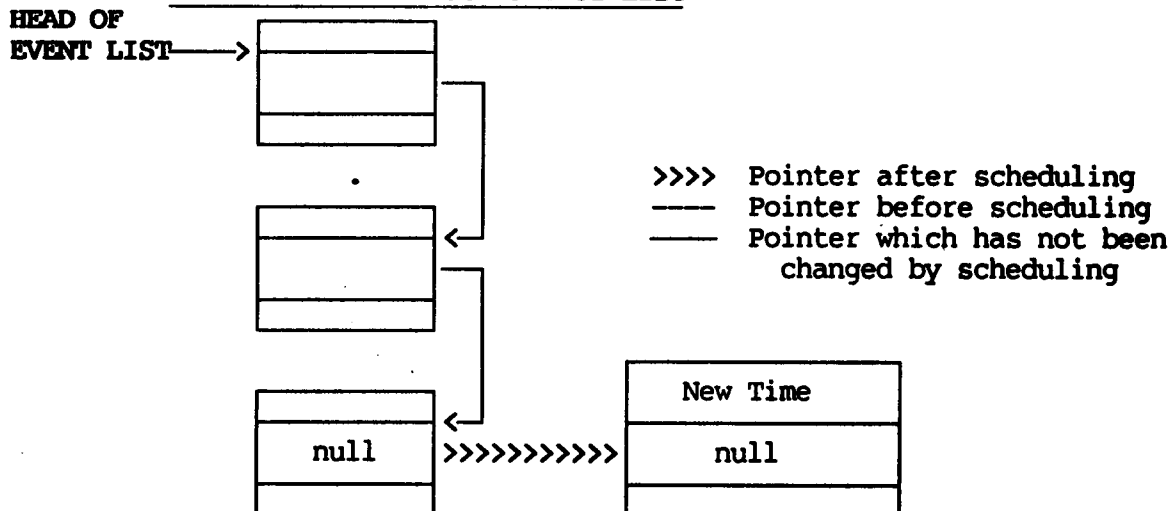 HEAD OF
EVENT LIST
>>>> Pointer after scheduling
---- Pointer before scheduling
—— Pointer which has not been
changed by scheduling
New Time
null >>>>>>>>>>> null